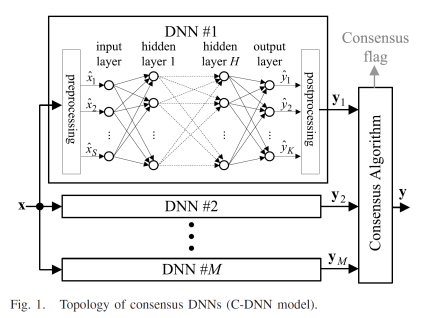 DNN #1
Consensus
flag
input
layer
hidden
layer 1
hidden
layer H
output
layer
preprocessing
x̂1
x̂2
⋮
x̂S
⋮
⋮
ŷ1
ŷ2
⋮
ŷK
postprocessing
y1
x
DNN #2
y2
DNN #M
yM
Consensus Algorithm
y
Fig. 1. Topology of consensus DNNs (C-DNN model).